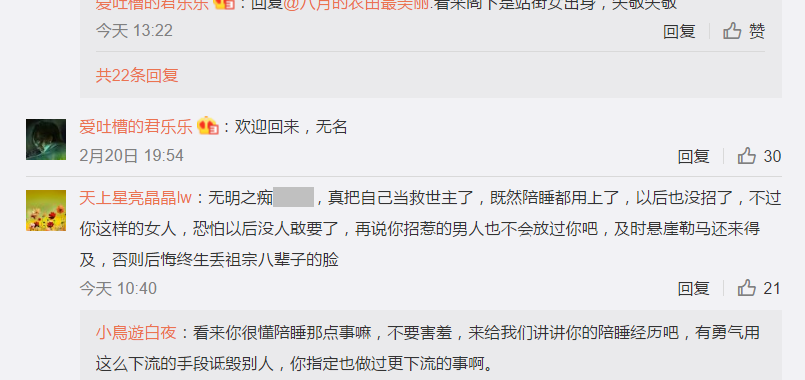 爱吐槽的君乐乐：回复@八月的农田最美丽:看来阁下是站街女出身，失敬失敬
今天 13:22 回复 赞
共22条回复
爱吐槽的君乐乐：欢迎回来，无名
2月20日 19:54 回复 30
天上星亮晶晶lw：无明之痴，真把自己当救世主了，既然陪睡都用上了，以后也没招了，不过
你这样的女人，恐怕以后没人敢要了，再说你招惹的男人也不会放过你吧，及时悬崖勒马还来得
及，否则后悔终生丢祖宗八辈子的脸
今天 10:40 回复 21
小鳥遊白夜：看来你很懂陪睡那点事嘛，不要害羞，来给我们讲讲你的陪睡经历吧，有勇气用
这么下流的手段诋毁别人，你指定也做过更下流的事啊。